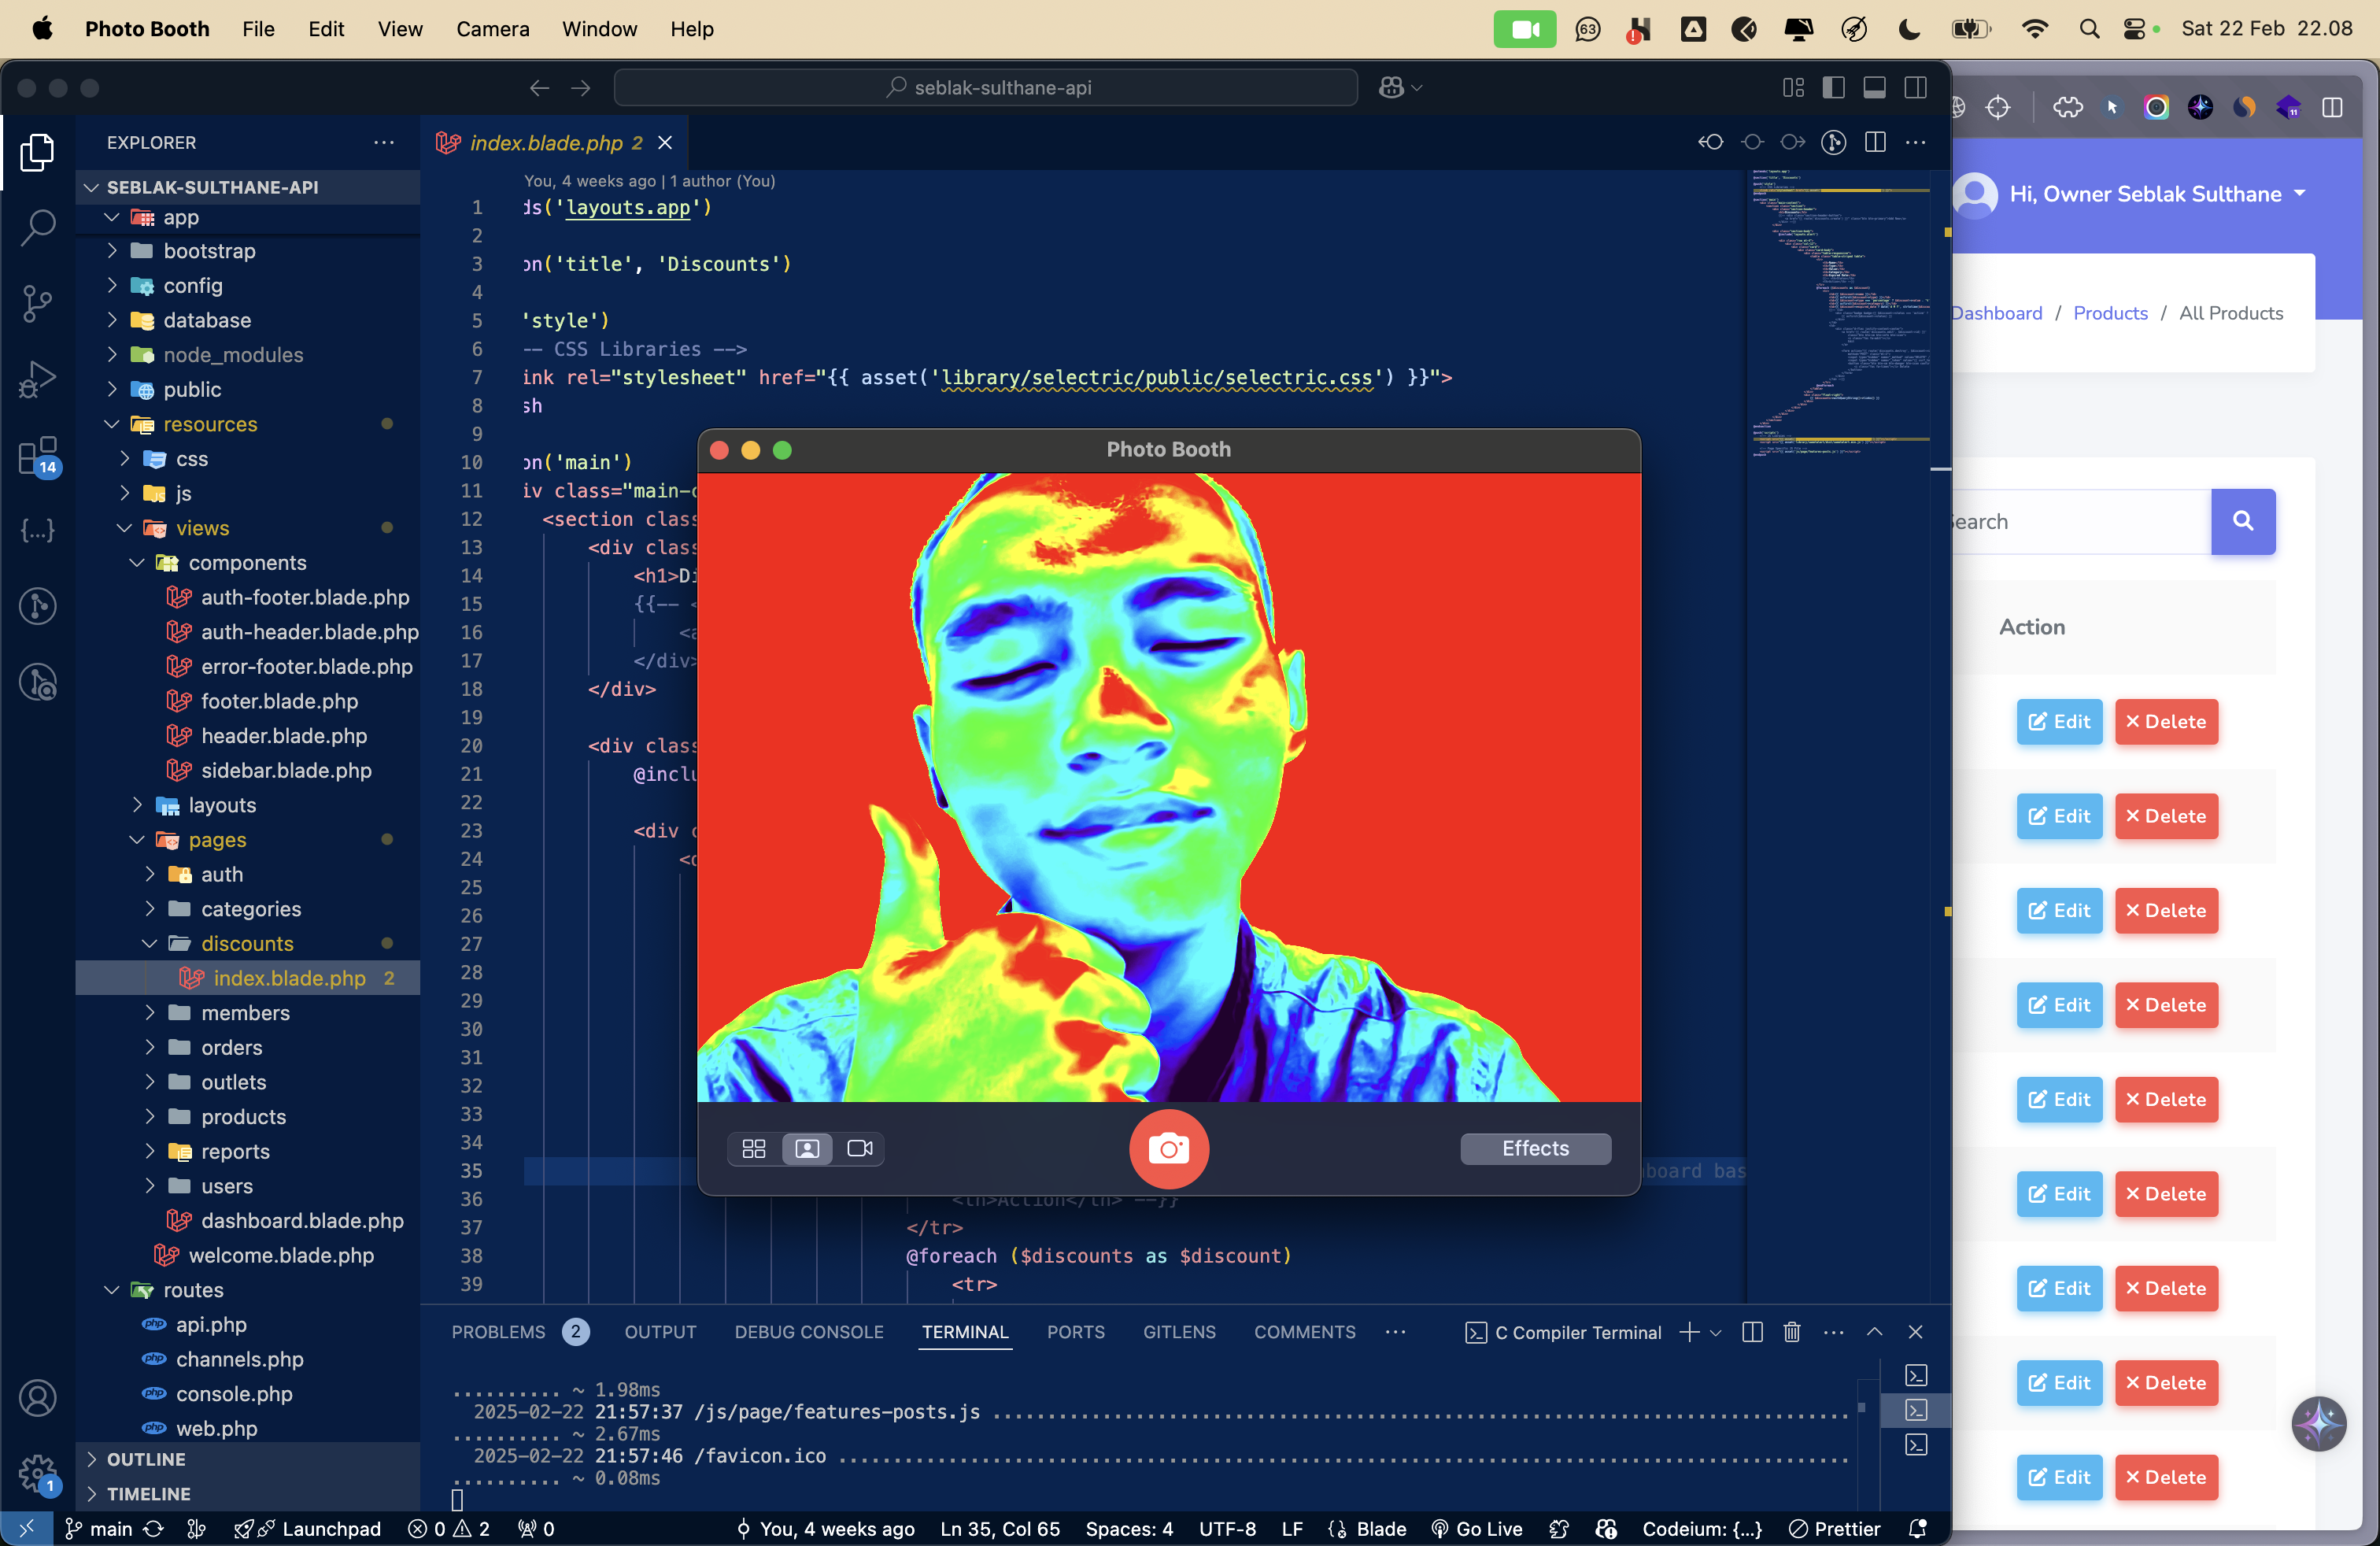 Photo Booth File Edit View Camera Window Help
63
Sat 22 Feb 22.08
seblak-sulthane-api
11
EXPLORER
SEBLAK-SULTHANE-API
app
bootstrap
config
database
node_modules
public
resources
css
js
views
components
auth-footer.blade.php
auth-header.blade.php
error-footer.blade.php
footer.blade.php
header.blade.php
sidebar.blade.php
layouts
pages
auth
categories
discounts
index.blade.php 2
members
orders
outlets
products
reports
users
dashboard.blade.php
welcome.blade.php
routes
api.php
channels.php
console.php
web.php
OUTLINE
TIMELINE
14
1
index.blade.php 2
You, 4 weeks ago | 1 author (You)
1 ds('layouts.app')
2
3 on('title', 'Discounts')
4
5 'style')
6 -- CSS Libraries -->
7 ink rel="stylesheet" href="{{ asset('library/selectric/public/selectric.css') }}">
8 sh
9
10 on('main')
11 iv class="main-c
12 <section class
13 <div class
14 <h1>Di
15 {{-- <
16 <a
17 </div>
18 </div>
19
20 <div class
21 @inclu
22
23 <div c
24 <d
25
26
27
28
29
30
31
32
33
34
35 board bas
36 <th>Action</th> --}}
37 </tr>
38 @foreach ($discounts as $discount)
39 <tr>
Photo Booth
Effects
PROBLEMS 2 OUTPUT DEBUG CONSOLE TERMINAL PORTS GITLENS COMMENTS
C Compiler Terminal
.......... ~ 1.98ms
2025-02-22 21:57:37 /js/page/features-posts.js
.......... ~ 2.67ms
2025-02-22 21:57:46 /favicon.ico
.......... ~ 0.08ms
main Launchpad 0 2 0 You, 4 weeks ago Ln 35, Col 65 Spaces: 4 UTF-8 LF Blade Go Live Codeium: {...} Prettier
Hi, Owner Seblak Sulthane
Dashboard / Products / All Products
Search
Action
Edit Delete
Edit Delete
Edit Delete
Edit Delete
Edit Delete
Edit Delete
Edit Delete
Edit Delete
Edit Delete